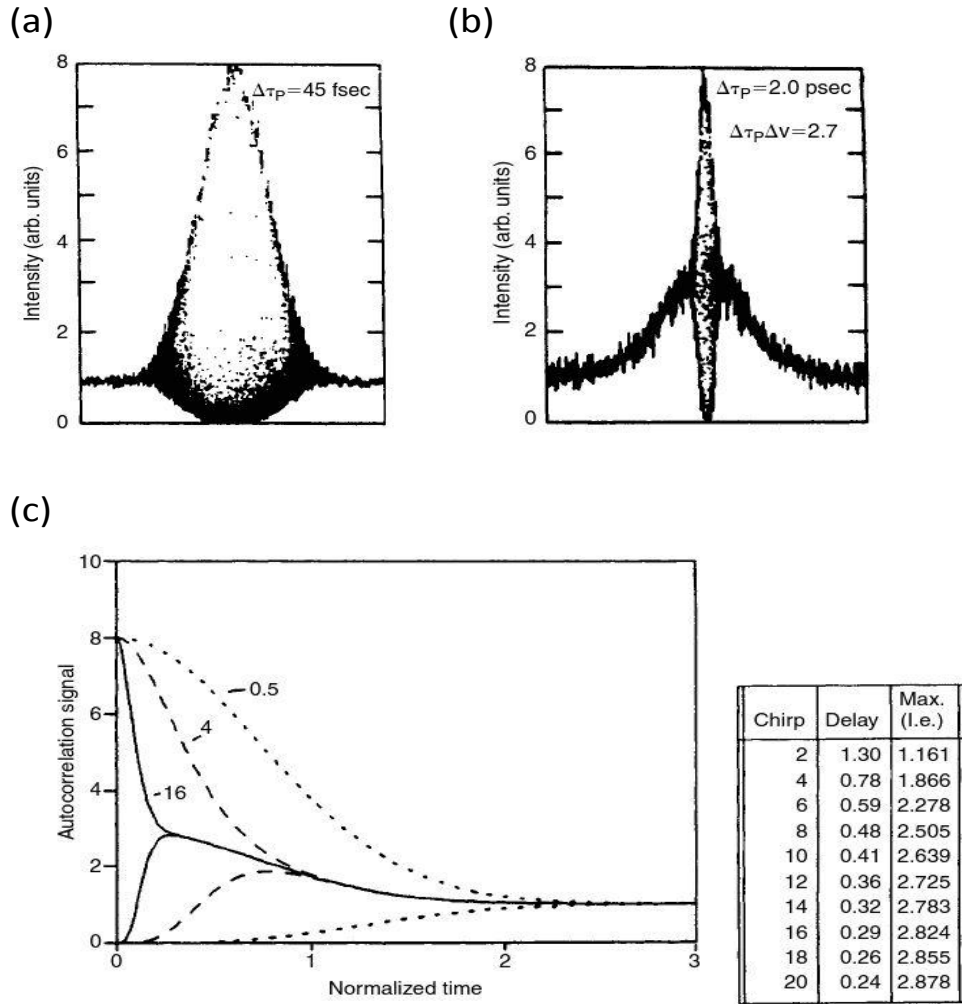 (a)
(b)
8
6
4
2
0
Intensity (arb. units)
Δτₚ=45 fsec
8
6
4
2
0
Intensity (arb. units)
Δτₚ=2.0 psec
ΔτₚΔν=2.7
(c)
10
8
6
4
2
0
Autocorrelation signal
0.5
4
16
0 1 2 3
Normalized time
Chirp Delay Max. (I.e.)
2 1.30 1.161
4 0.78 1.866
6 0.59 2.278
8 0.48 2.505
10 0.41 2.639
12 0.36 2.725
14 0.32 2.783
16 0.29 2.824
18 0.26 2.855
20 0.24 2.878